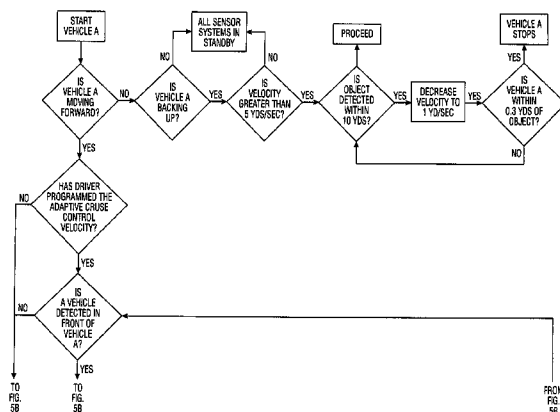 START
VEHICLE A
ALL SENSOR
SYSTEMS IN
STANDBY
PROCEED
VEHICLE A
STOPS
NO
NO
YES
IS
VEHICLE A
MOVING
FORWARD?
NO
IS
VEHICLE A
BACKING
UP?
YES
IS
VELOCITY
GREATER THAN
5 YDS/SEC?
YES
IS
OBJECT
DETECTED
WITHIN
10 YDS?
YES
DECREASE
VELOCITY TO
1 YD/SEC
YES
IS
VEHICLE A
WITHIN
0.3 YDS OF
OBJECT?
YES
NO
NO
HAS DRIVER
PROGRAMMED THE
ADAPTIVE CRUSE
CONTROL
VELOCITY?
YES
NO
IS
A VEHICLE
DETECTED IN
FRONT OF
VEHICLE
A?
YES
TO
FIG.
5B
TO
FIG.
5B
FROM
FIG.